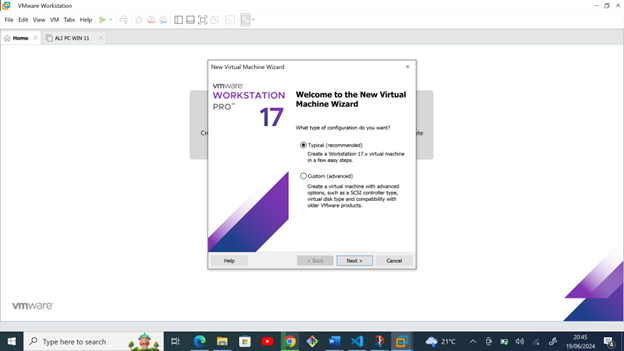 VMware Workstation
File Edit View VM Tabs Help
Home
ALI PC WIN 11
New Virtual Machine Wizard
vmware
WORKSTATION
PRO™
17
Welcome to the New Virtual
Machine Wizard
What type of configuration do you want?
Typical (recommended)
Create a Workstation 17.x virtual machine
in a few easy steps.
Custom (advanced)
Create a virtual machine with advanced
options, such as a SCSI controller type,
virtual disk type and compatibility with
older VMware products.
Help
< Back
Next >
Cancel
vmware
Type here to search
21°C
20:45
19/06/2024